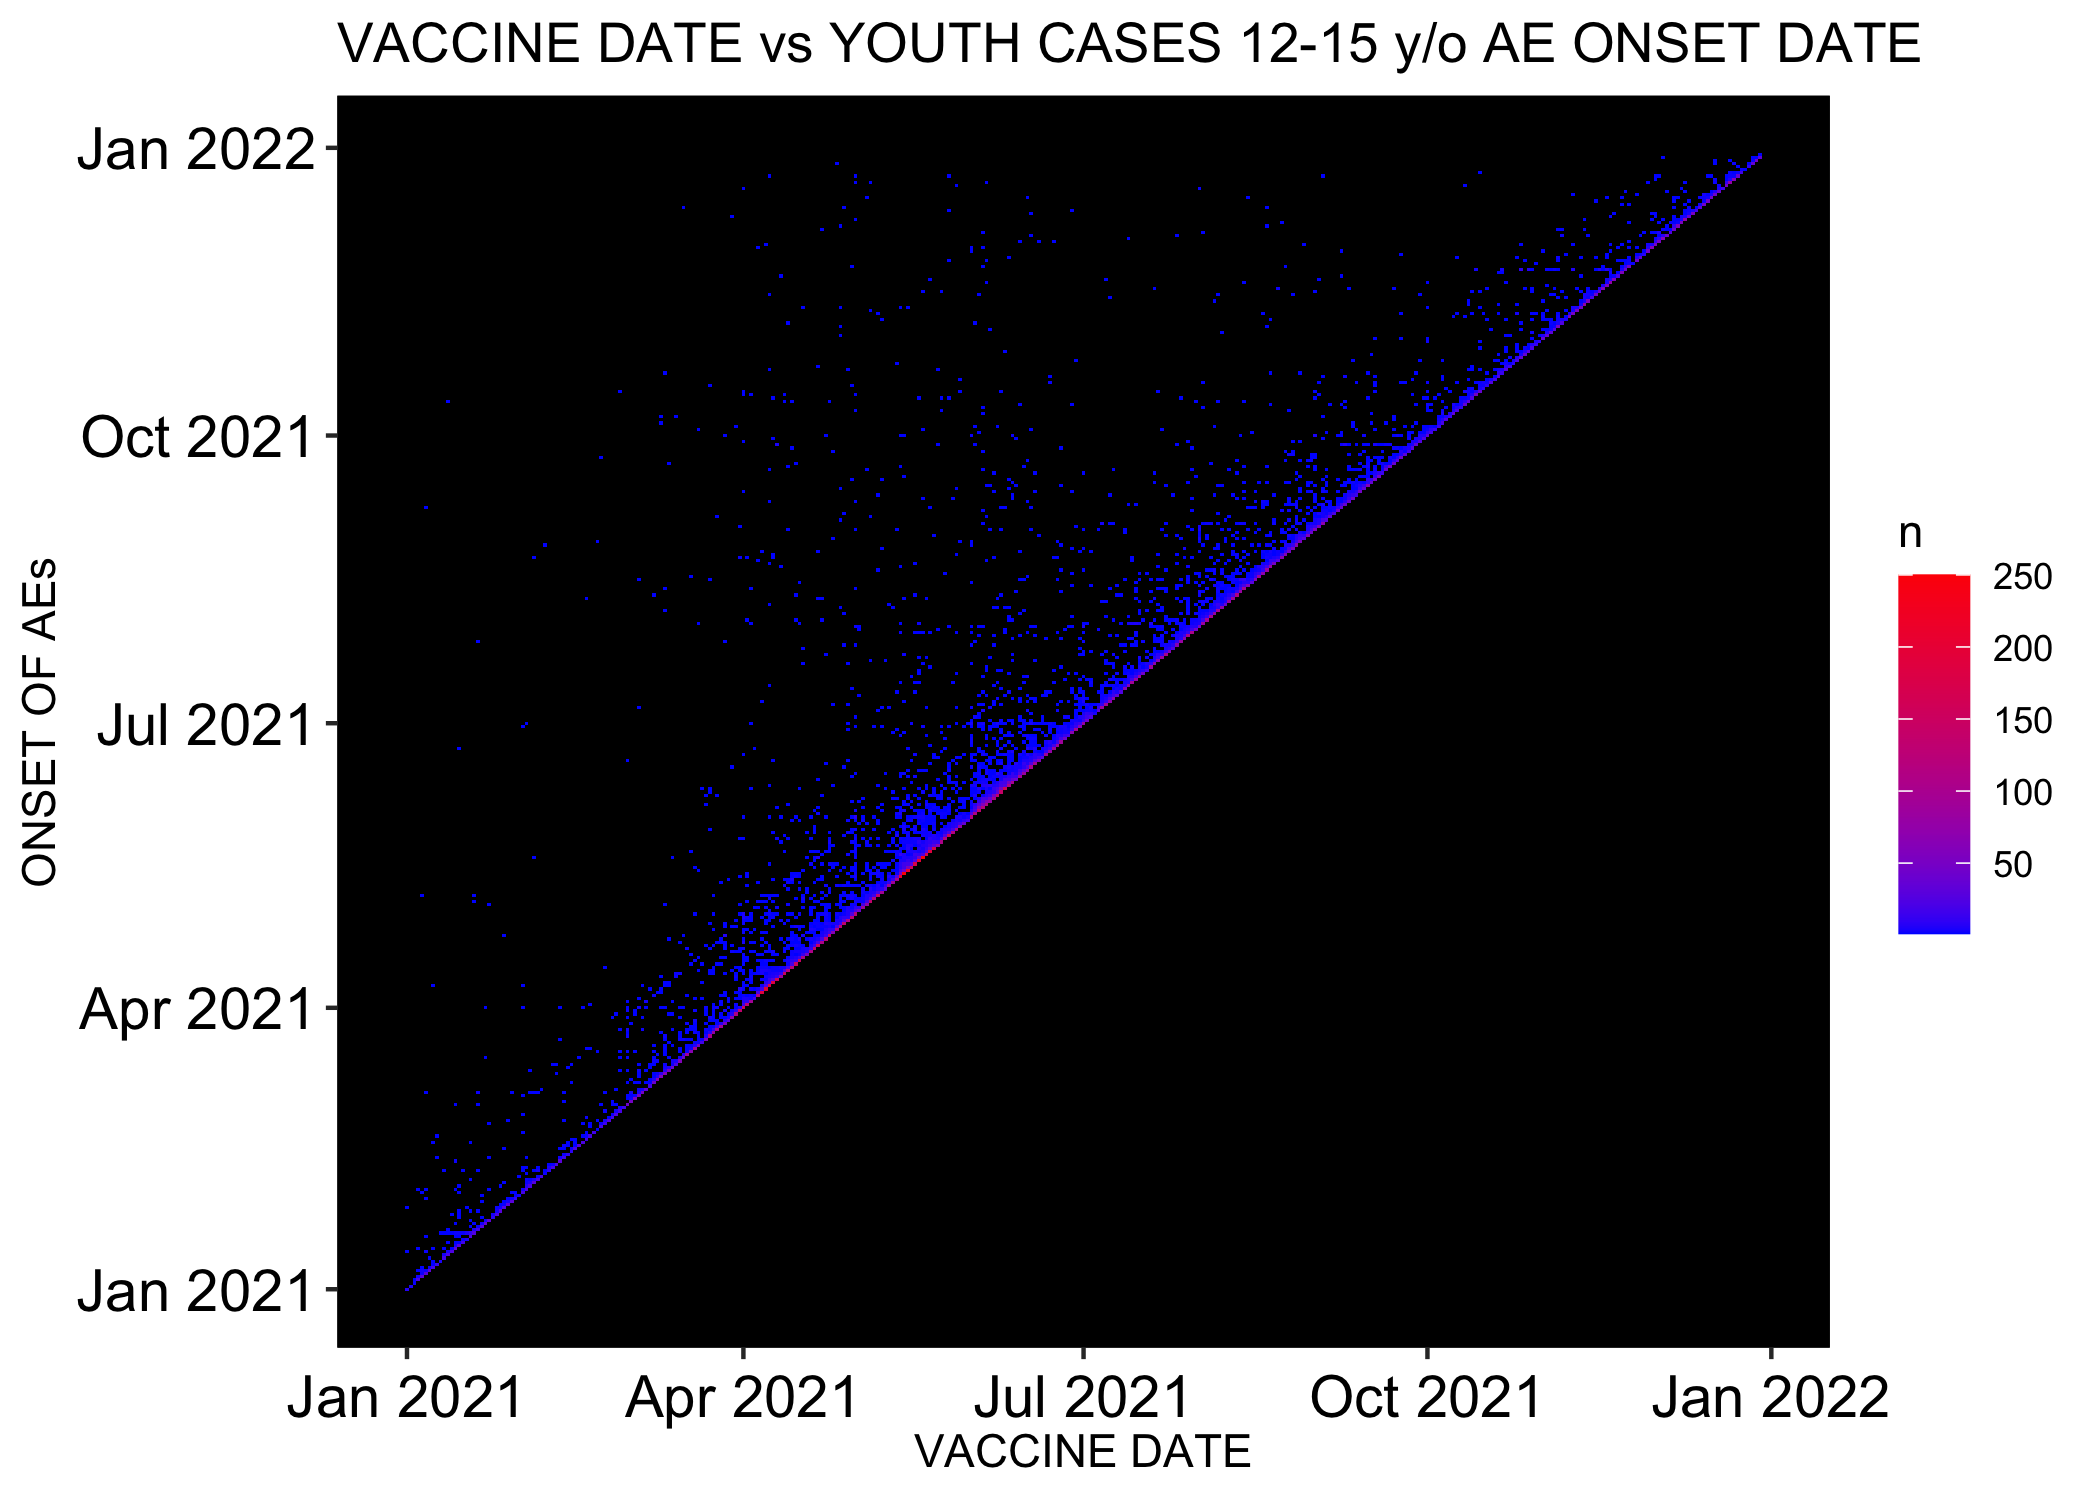 VACCINE DATE vs YOUTH CASES 12-15 y/o AE ONSET DATE
Jan 2022
Oct 2021
Jul 2021
Apr 2021
Jan 2021
ONSET OF AEs
n
250
200
150
100
50
Jan 2021
Apr 2021
Jul 2021
Oct 2021
Jan 2022
VACCINE DATE